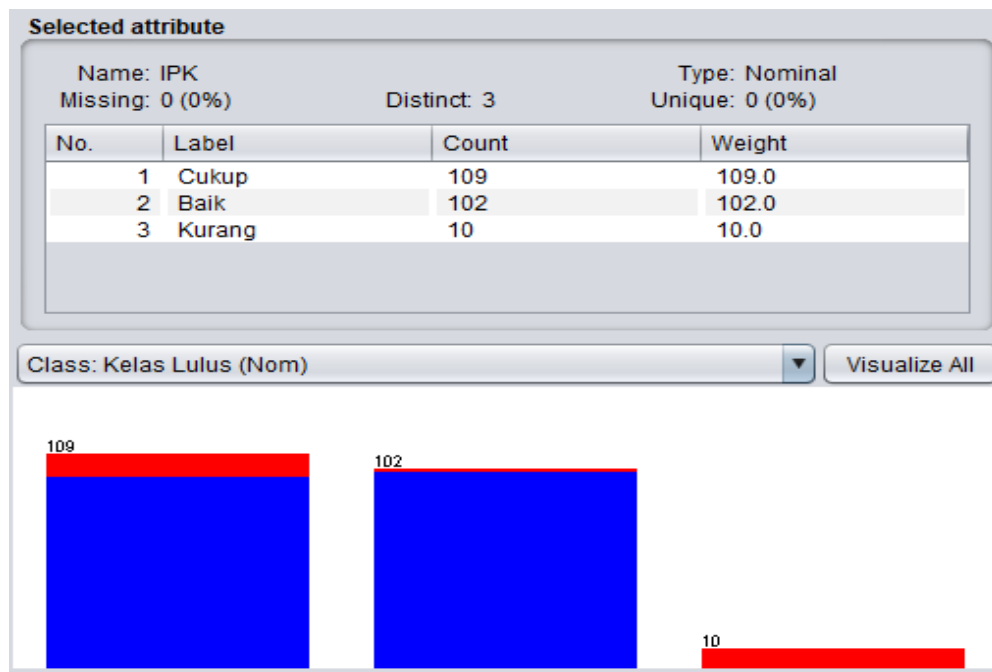 Selected attribute
Name: IPK Type: Nominal
Missing: 0 (0%) Distinct: 3 Unique: 0 (0%)
No. Label Count Weight
1 Cukup 109 109.0
2 Baik 102 102.0
3 Kurang 10 10.0
Class: Kelas Lulus (Nom) Visualize All
109
102
10